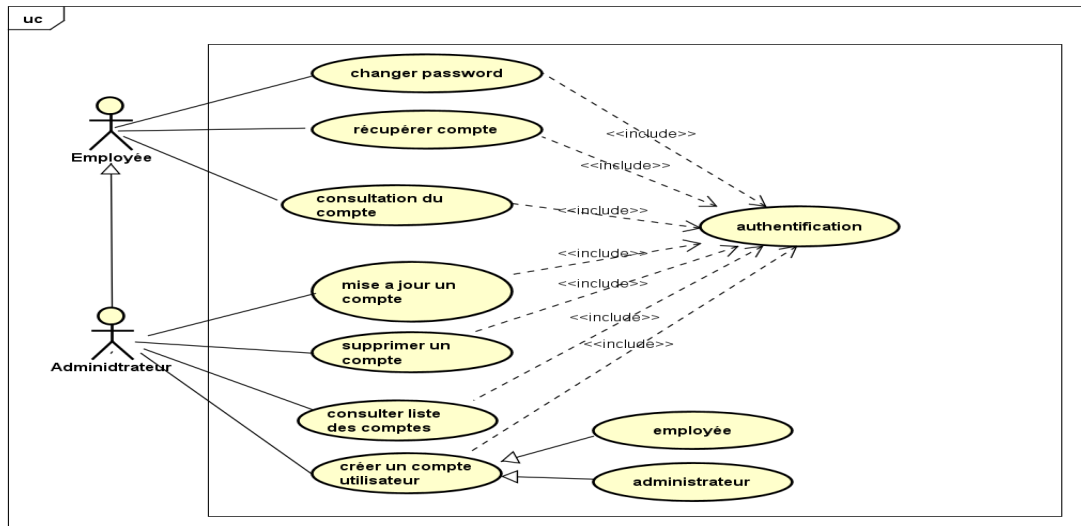 uc
changer password
récupérer compte
<<include>>
<<include>>
Employée
consultation du
compte
<<include>>
authentification
<<include>>
mise a jour un
compte
<<include>>
<<include>>
supprimer un
compte
<<include>>
Adminidtrateur
consulter liste
des comptes
employée
créer un compte
utilisateur
administrateur